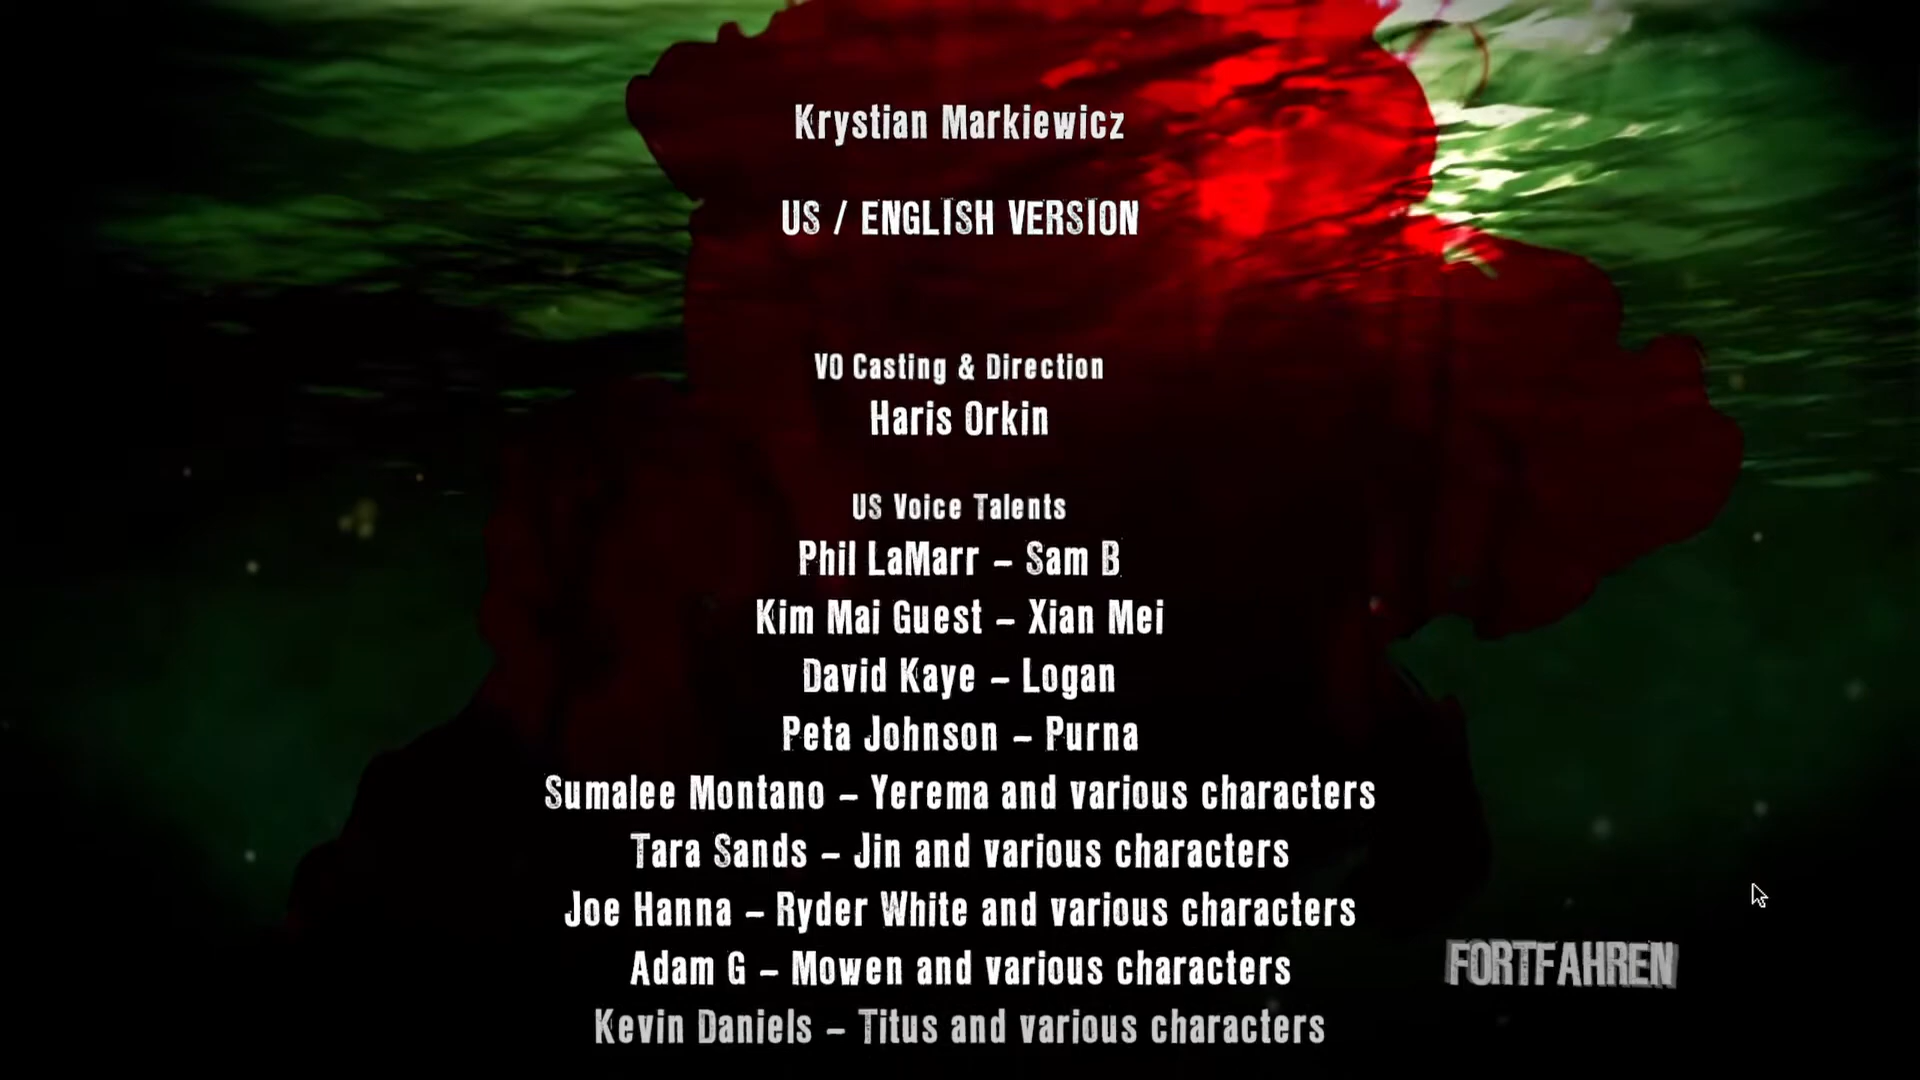 Krystian Markiewicz
US / ENGLISH VERSION
VO Casting & Direction
Haris Orkin
US Voice Talents
Phil LaMarr – Sam B
Kim Mai Guest – Xian Mei
David Kaye – Logan
Peta Johnson – Purna
Sumalee Montano – Yerema and various characters
Tara Sands – Jin and various characters
Joe Hanna – Ryder White and various characters
Adam G – Mowen and various characters
FORTFAHREN
Kevin Daniels – Titus and various characters